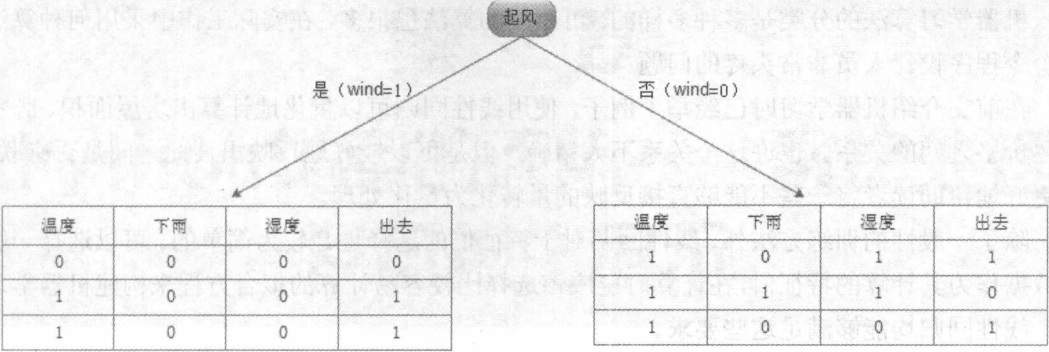 起风
是（wind=1）
否（wind=0）
温度 下雨 湿度 出去
0 0 0 0
1 0 0 1
1 0 0 1
温度 下雨 湿度 出去
1 0 1 1
1 1 1 0
1 0 0 1